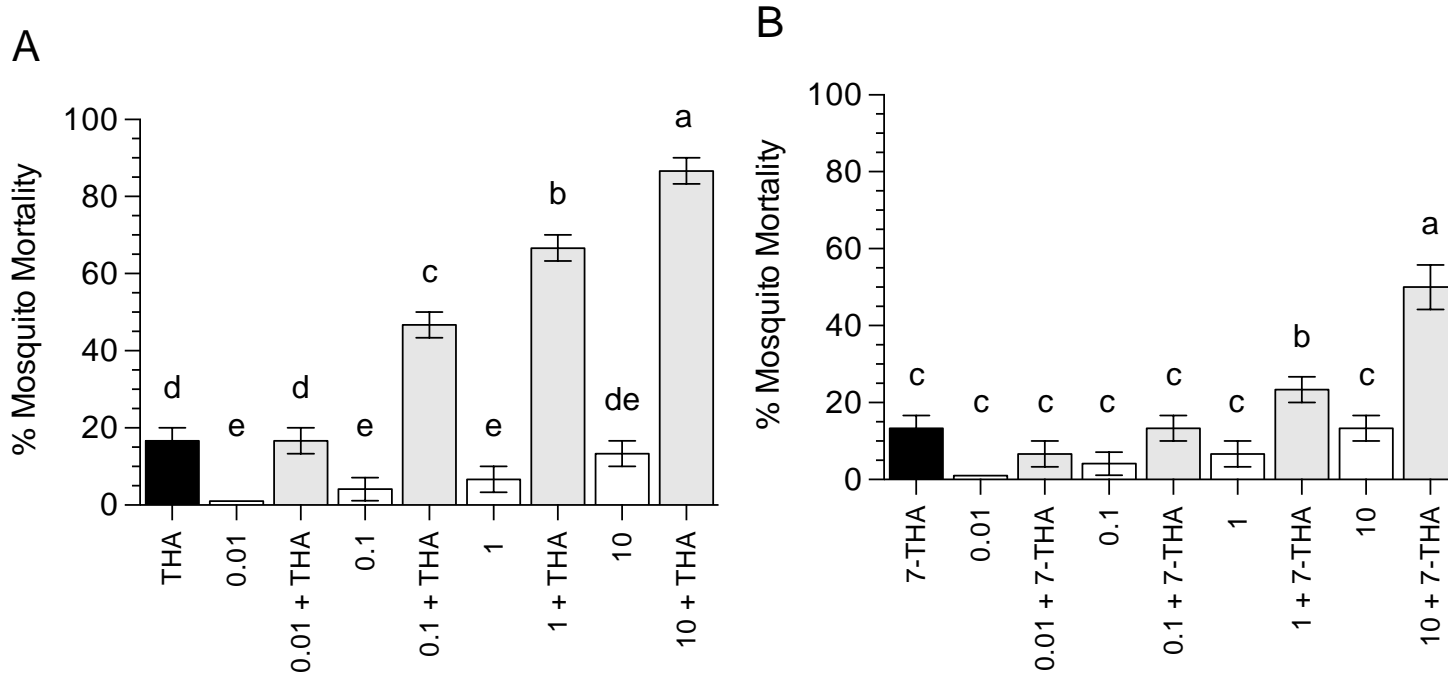 A
% Mosquito Mortality
100
80
60
40
20
0
d
e
d
e
c
e
b
de
a
THA
0.01
0.01 + THA
0.1
0.1 + THA
1
1 + THA
10
10 + THA
B
% Mosquito Mortality
100
80
60
40
20
0
c
c
c
c
c
c
b
c
a
7-THA
0.01
0.01 + 7-THA
0.1
0.1 + 7-THA
1
1 + 7-THA
10
10 + 7-THA